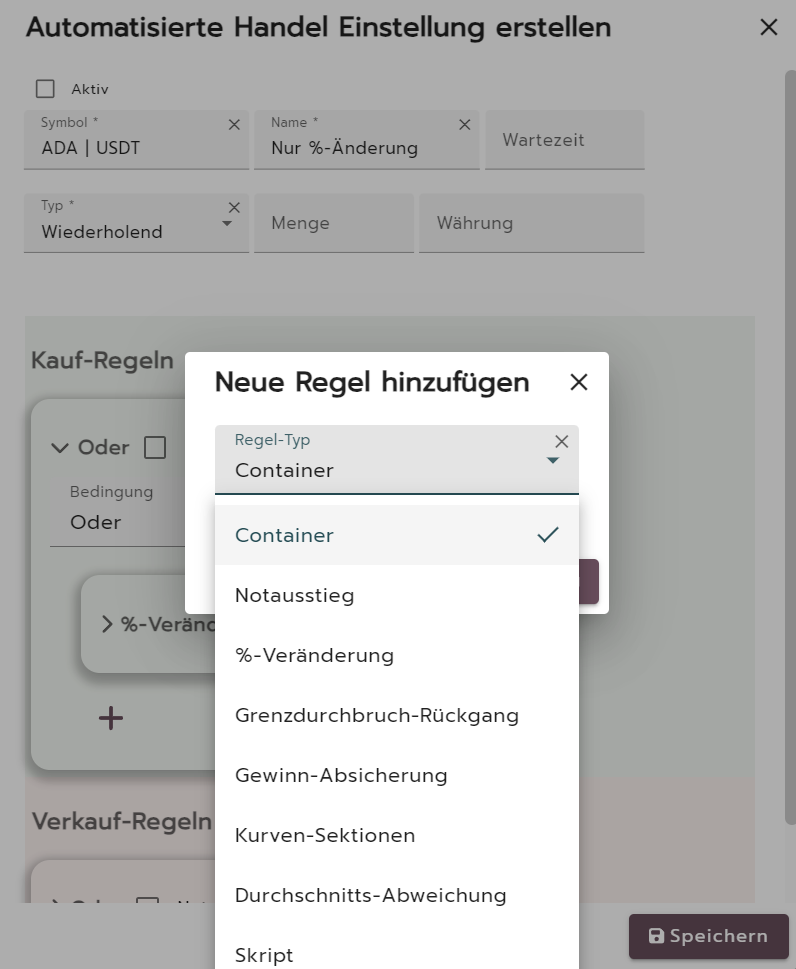 Automatisierte Handel Einstellung erstellen
Aktiv
Symbol *
ADA | USDT
Name *
Nur %-Änderung
Wartezeit
Typ *
Wiederholend
Menge
Währung
Kauf-Regeln
Oder
Bedingung
Oder
%-Veränd
Neue Regel hinzufügen
Regel-Typ
Container
Container
Notausstieg
%-Veränderung
Grenzdurchbruch-Rückgang
Gewinn-Absicherung
Kurven-Sektionen
Durchschnitts-Abweichung
Skript
Verkauf-Regeln
Speichern